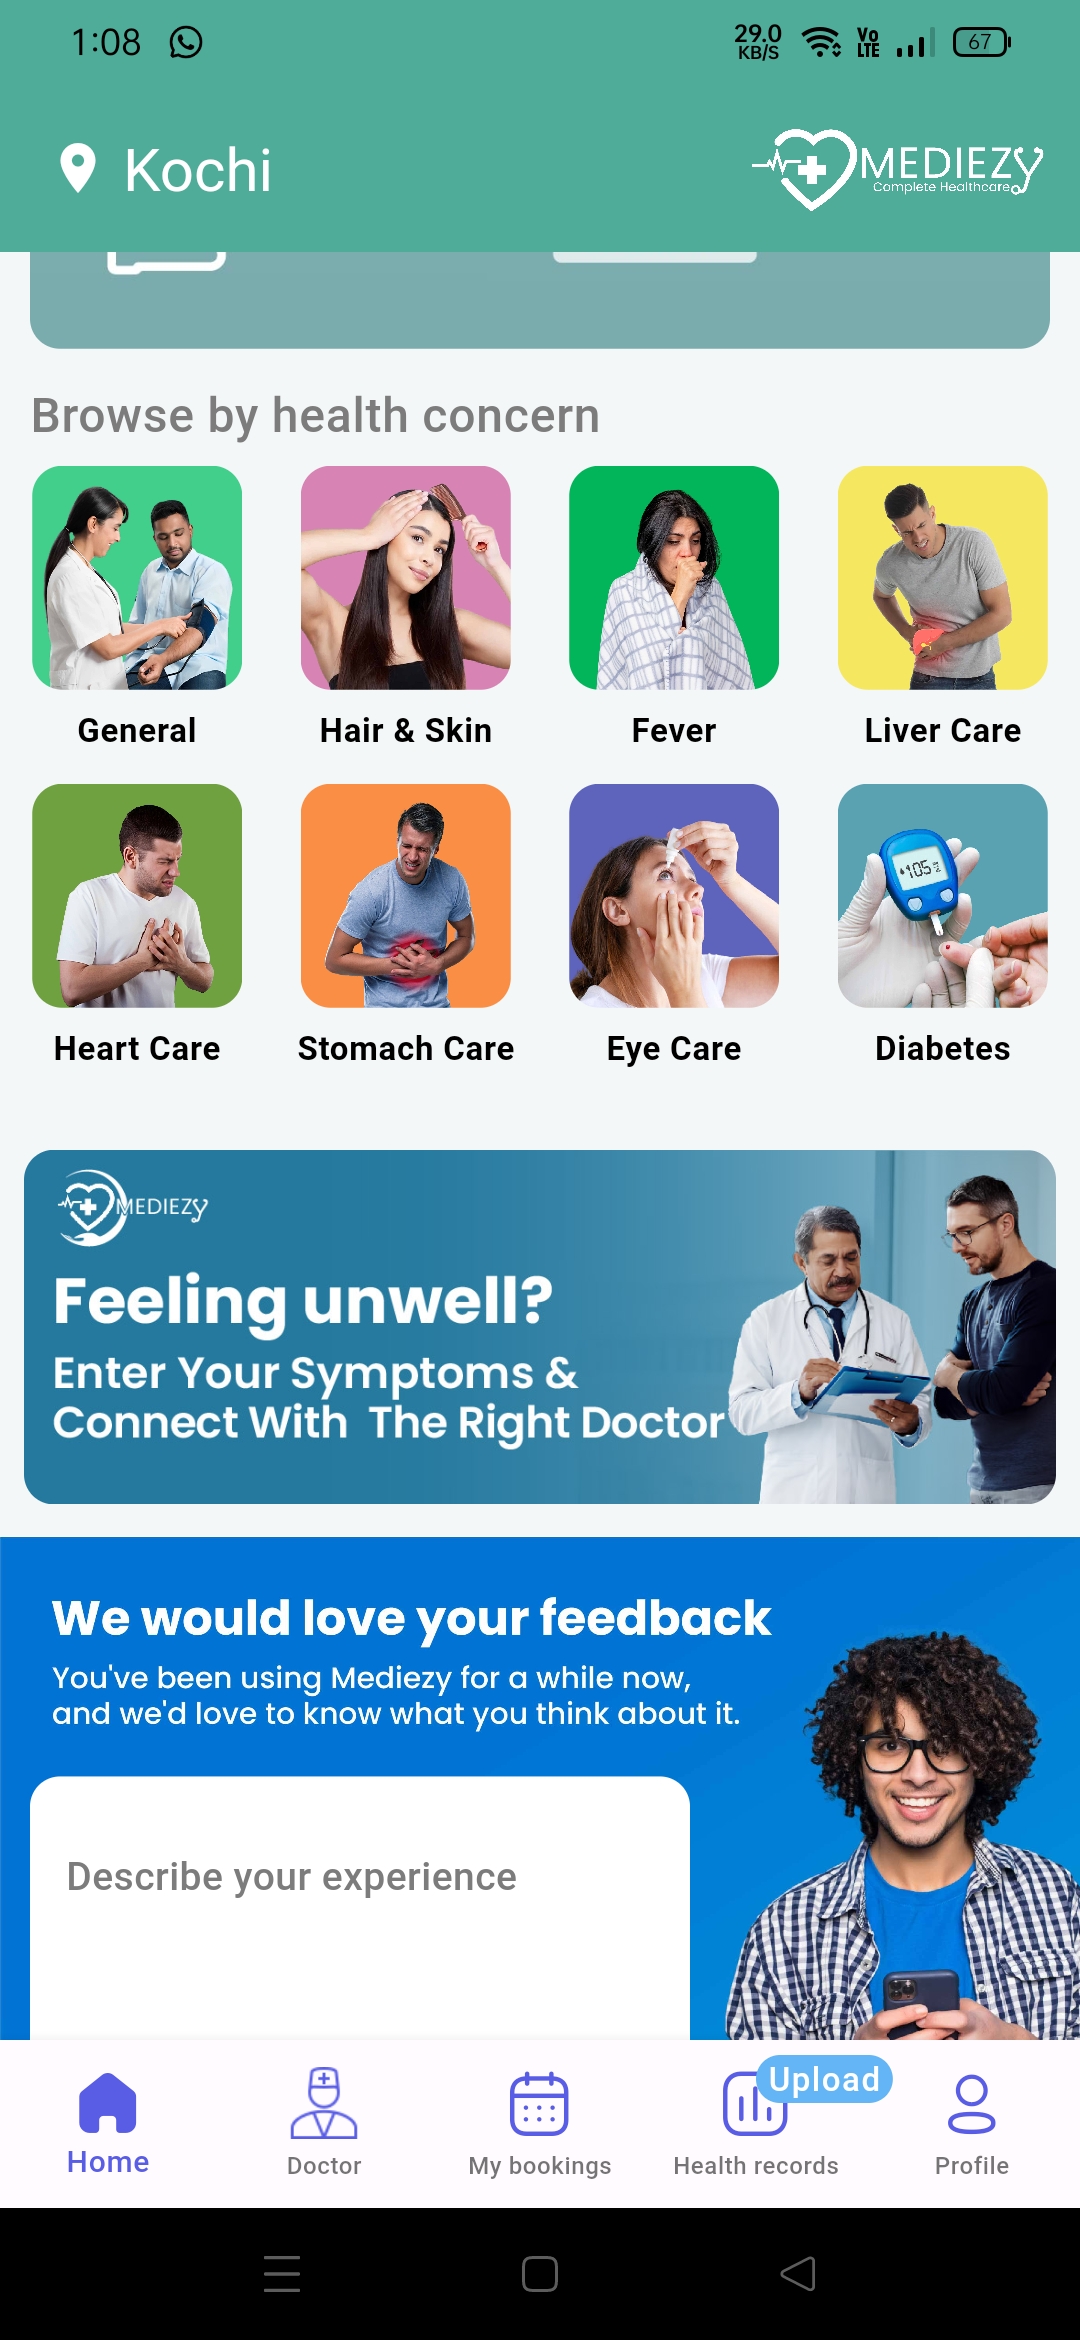 1:08
29.0
KB/S
Vo
LTE
67
Kochi
MEDIEZY
Complete Healthcare
Browse by health concern
General
Hair & Skin
Fever
Liver Care
105
Heart Care
Stomach Care
Eye Care
Diabetes
MEDIEZY
Feeling unwell?
Enter Your Symptoms &
Connect With The Right Doctor
We would love your feedback
You've been using Mediezy for a while now,
and we'd love to know what you think about it.
Describe your experience
Upload
Home
Doctor
My bookings
Health records
Profile